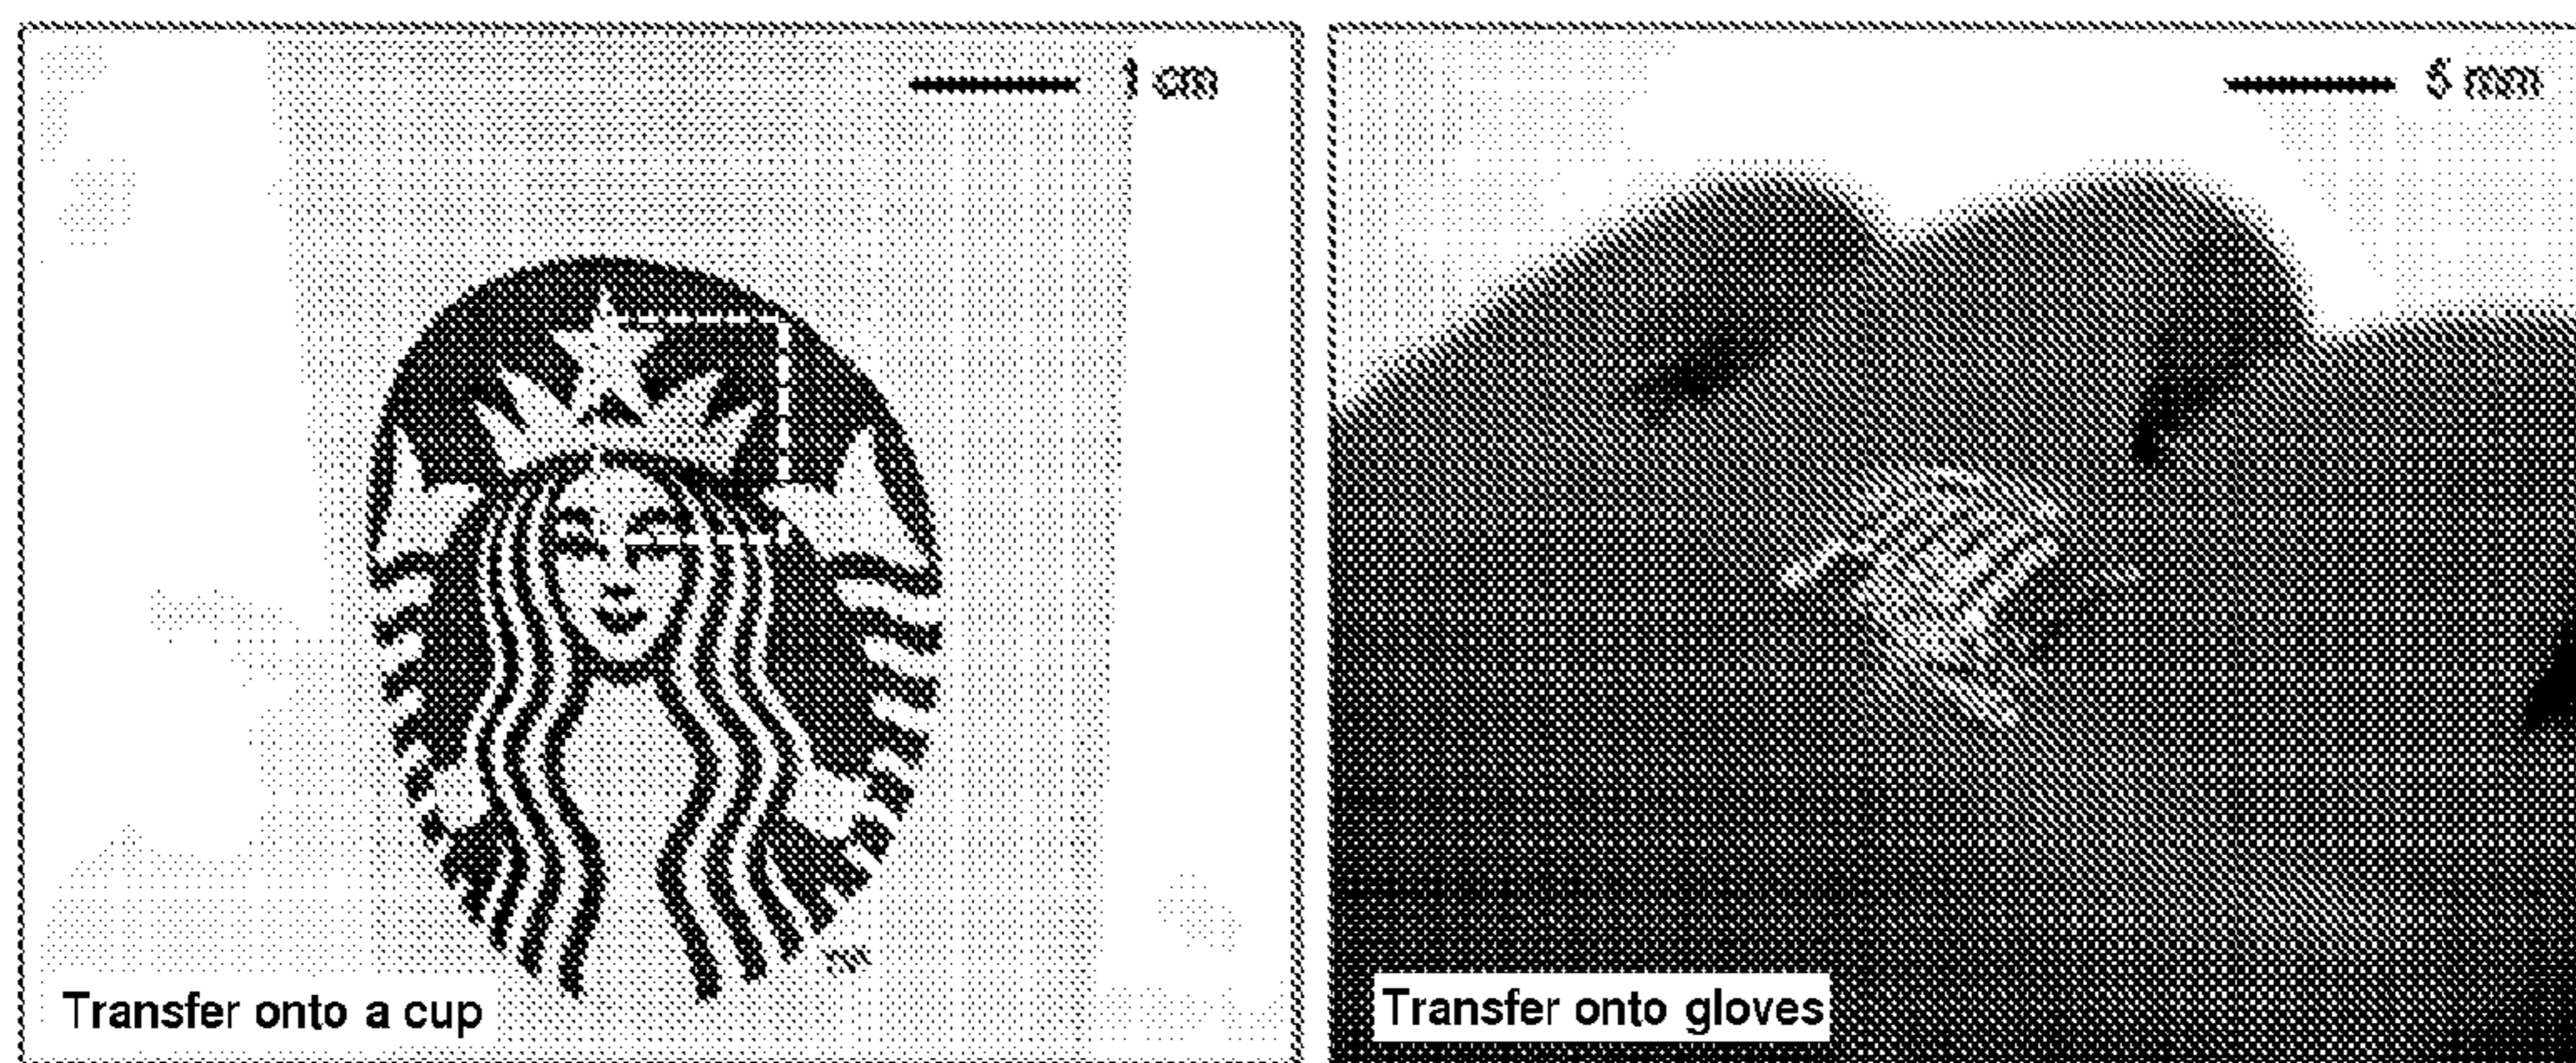 1 cm
5 mm
Transfer onto a cup
Transfer onto gloves